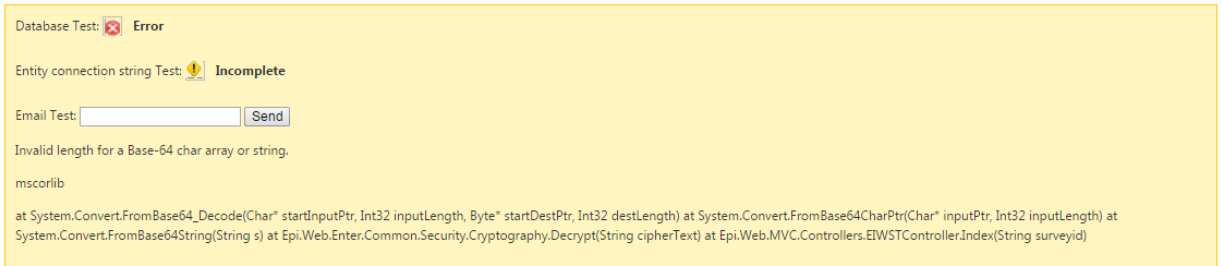 Database Test: Error
Entity connection string Test: Incomplete
Email Test: Send
Invalid length for a Base-64 char array or string.
mscorlib
at System.Convert.FromBase64_Decode(Char* startInputPtr, Int32 inputLength, Byte* startDestPtr, Int32 destLength) at System.Convert.FromBase64CharPtr(Char* inputPtr, Int32 inputLength) at
System.Convert.FromBase64String(String s) at Epi.Web.Enter.Common.Security.Cryptography.Decrypt(String cipherText) at Epi.Web.MVC.Controllers.EIWSTController.Index(String surveyid)